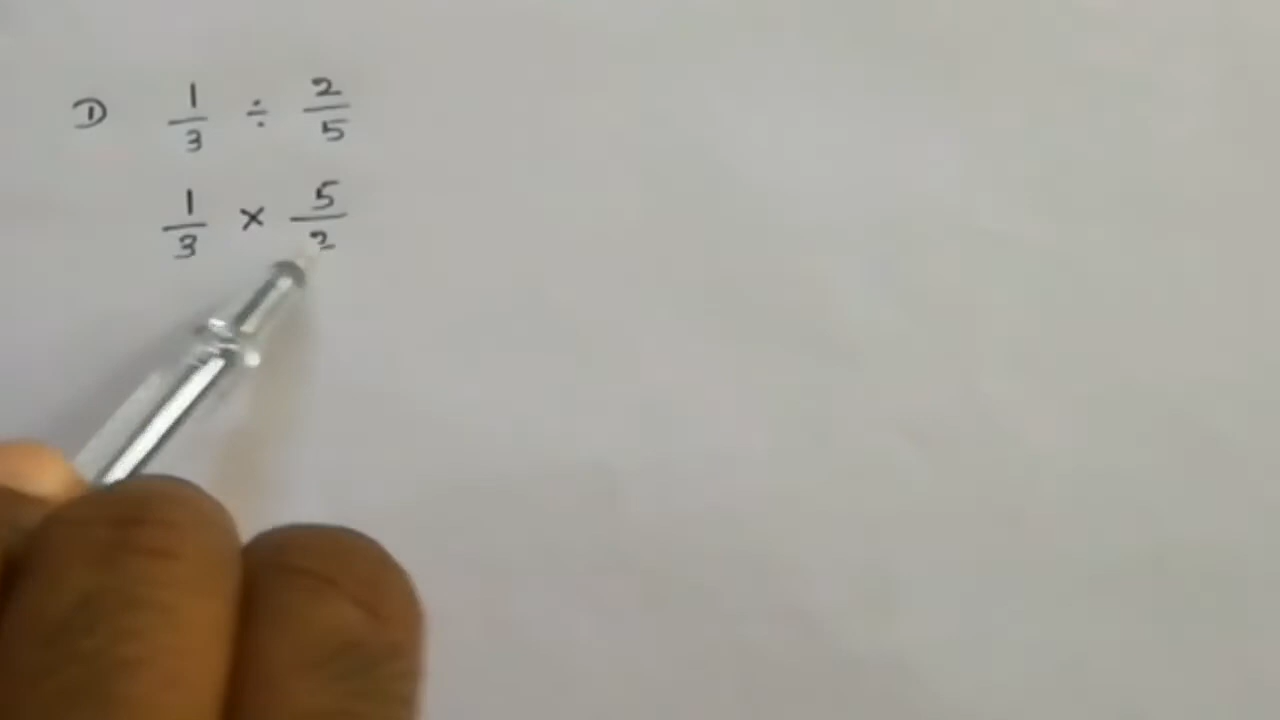 ① 1/3 ÷ 2/5
1/3 × 5/2